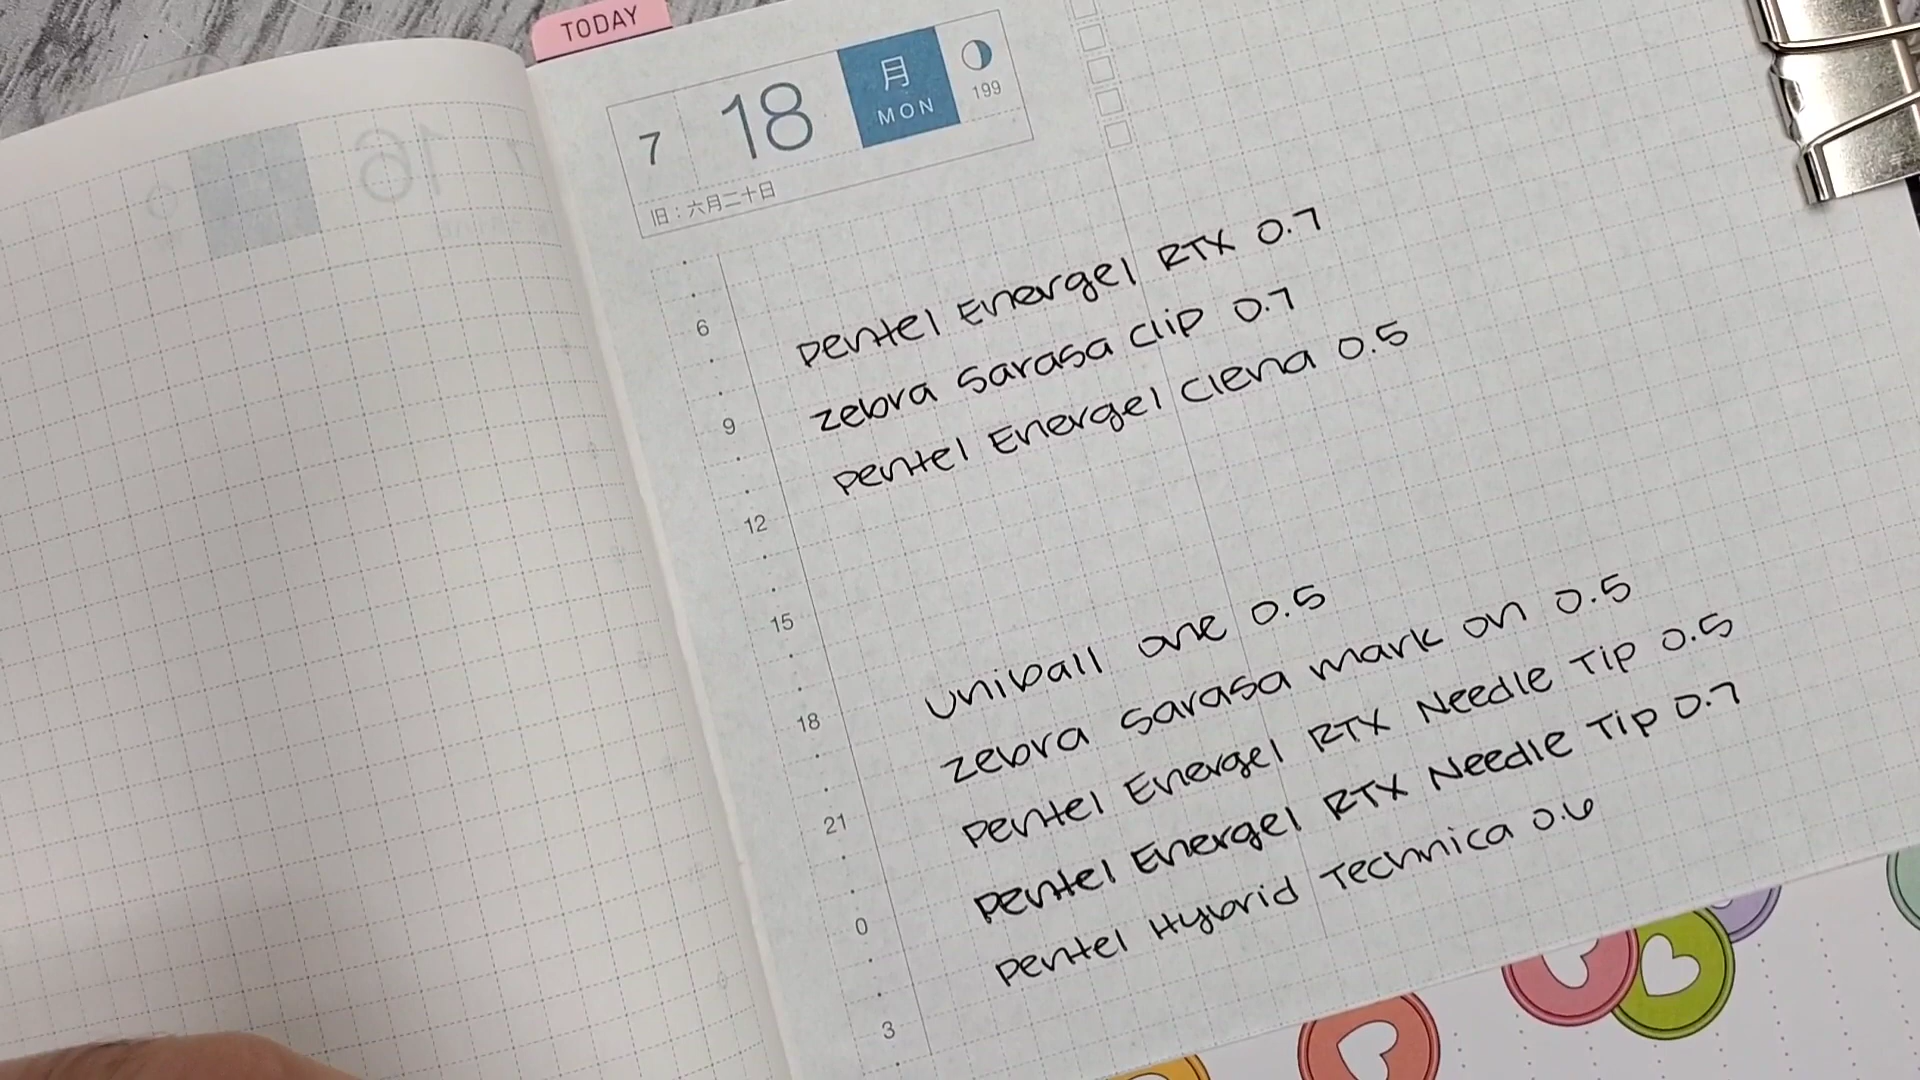 TODAY
7 18 月 MON 199
旧：六月二十日
16
6
9
12
15
18
21
0
3
Pentel Energel RTX 0.7
Zebra Sarasa Clip 0.7
Pentel Energel Clena 0.5
Uniball one 0.5
Zebra Sarasa mark on 0.5
Pentel Energel RTX Needle Tip 0.5
Pentel Energel RTX Needle Tip 0.7
Pentel Hybrid Technica 0.6